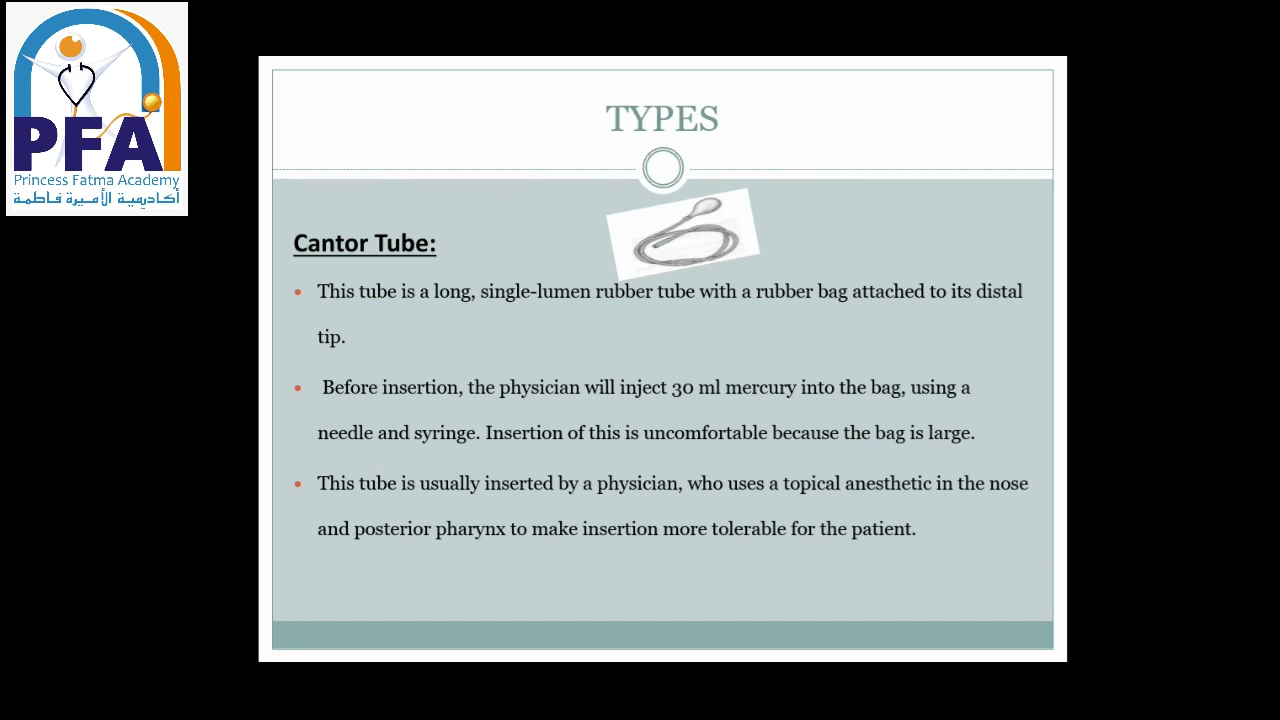 PFA
Princess Fatma Academy
أكاديمية الأميرة فاطمة
TYPES
Cantor Tube:
• This tube is a long, single-lumen rubber tube with a rubber bag attached to its distal
tip.
• Before insertion, the physician will inject 30 ml mercury into the bag, using a
needle and syringe. Insertion of this is uncomfortable because the bag is large.
• This tube is usually inserted by a physician, who uses a topical anesthetic in the nose
and posterior pharynx to make insertion more tolerable for the patient.